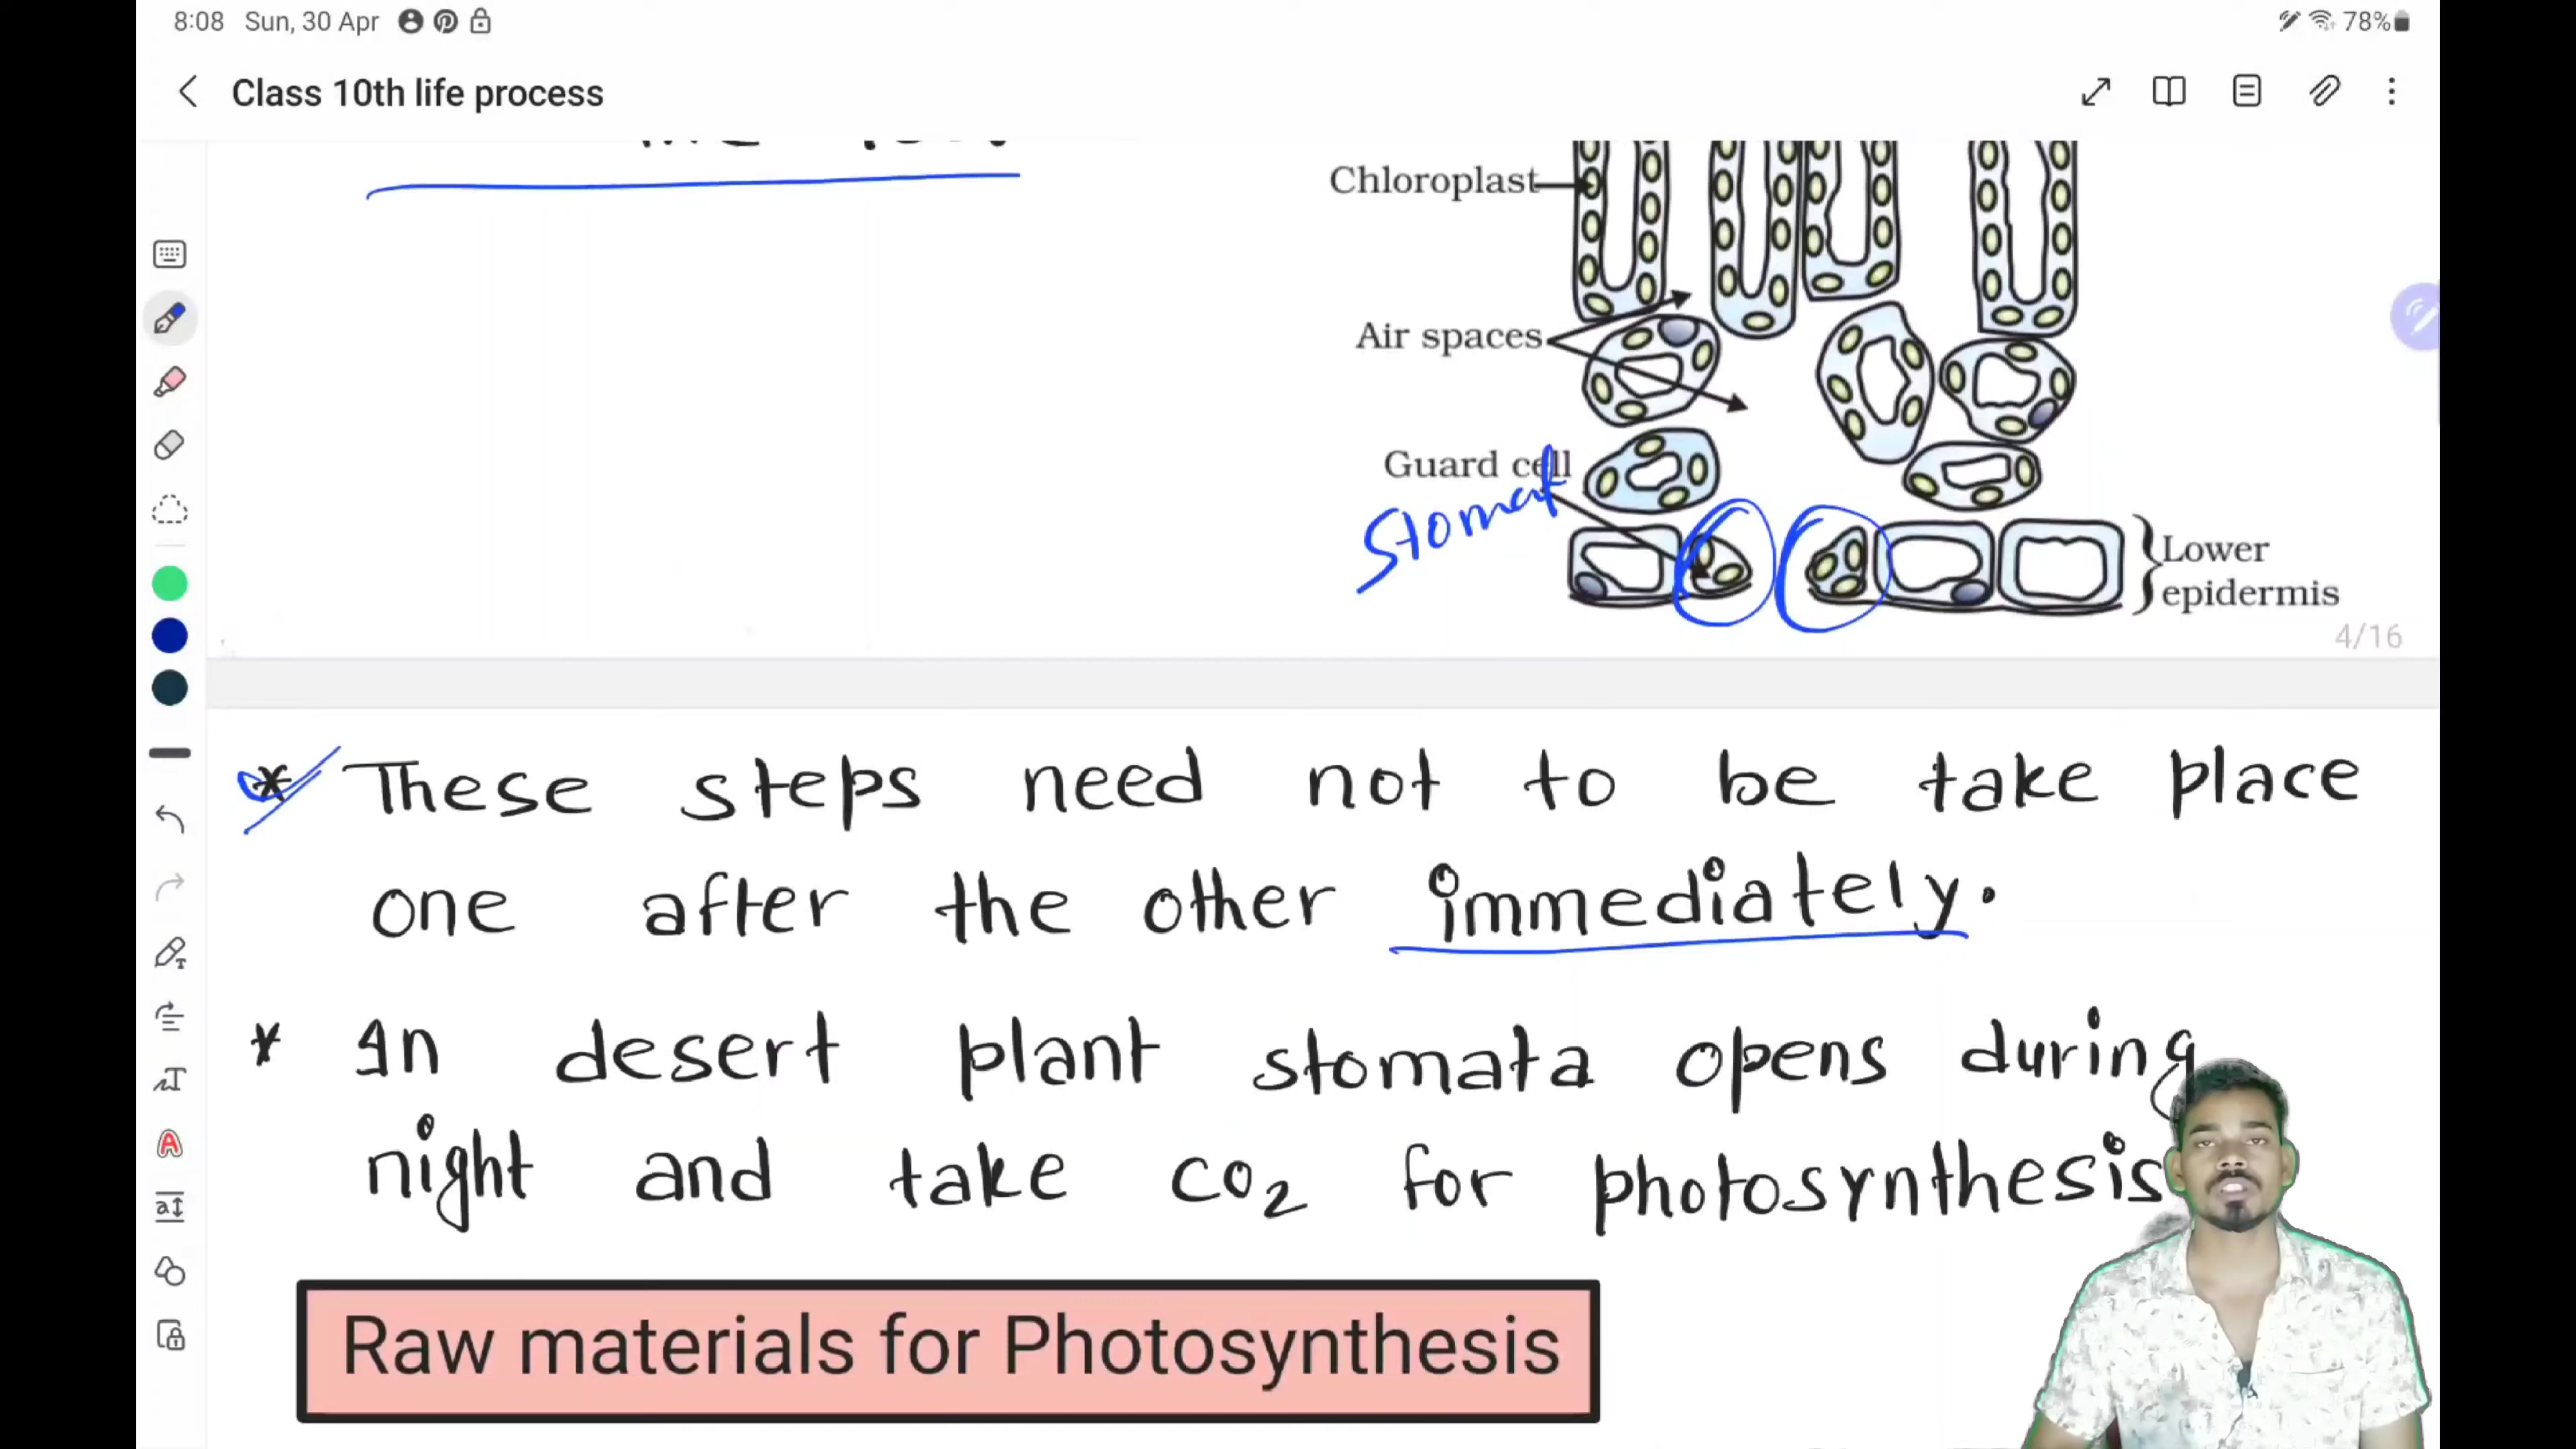 8:08 Sun, 30 Apr
78%
Class 10th life process
Chloroplast
Air spaces
Guard cell
Stomat
Lower
epidermis
4/16
* These steps need not to be take place
one after the other immediately.
* In desert plant stomata opens during
night and take CO2 for photosynthesis
Raw materials for Photosynthesis